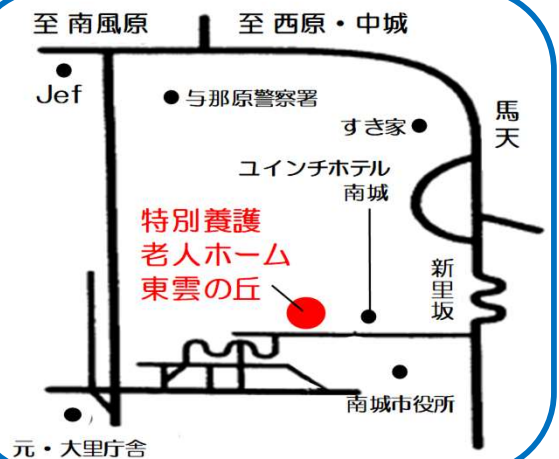 至 南風原
至 西原・中城
Jef
与那原警察署
すき家
馬天
ユインチホテル
南城
特別養護
老人ホーム
東雲の丘
新里坂
南城市役所
元・大里庁舎